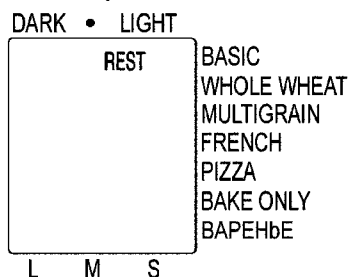 DARK • LIGHT
REST
BASIC
WHOLE WHEAT
MULTIGRAIN
FRENCH
PIZZA
BAKE ONLY
BAPEHbE
L M S